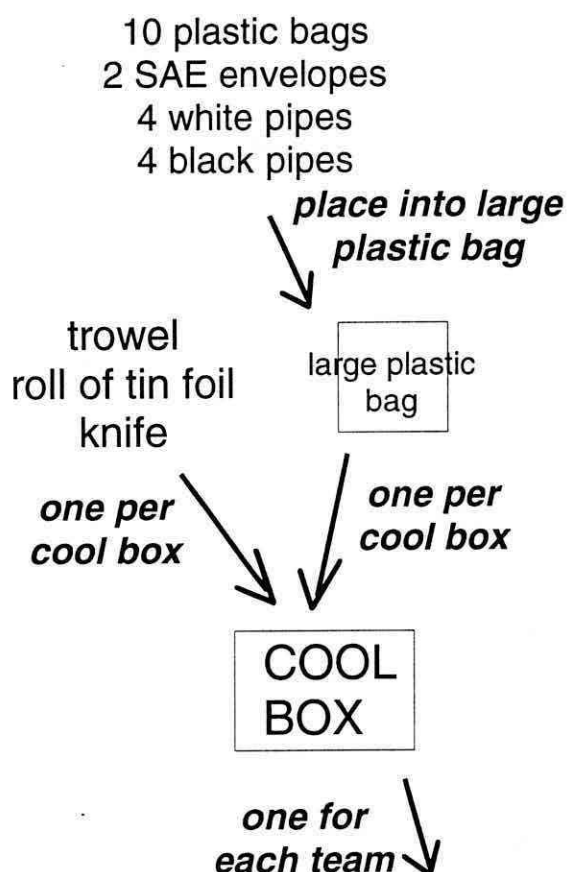 10 plastic bags
2 SAE envelopes
4 white pipes
4 black pipes
place into large
plastic bag
trowel
roll of tin foil
knife
large plastic
bag
one per
cool box
one per
cool box
COOL
BOX
one for
each team